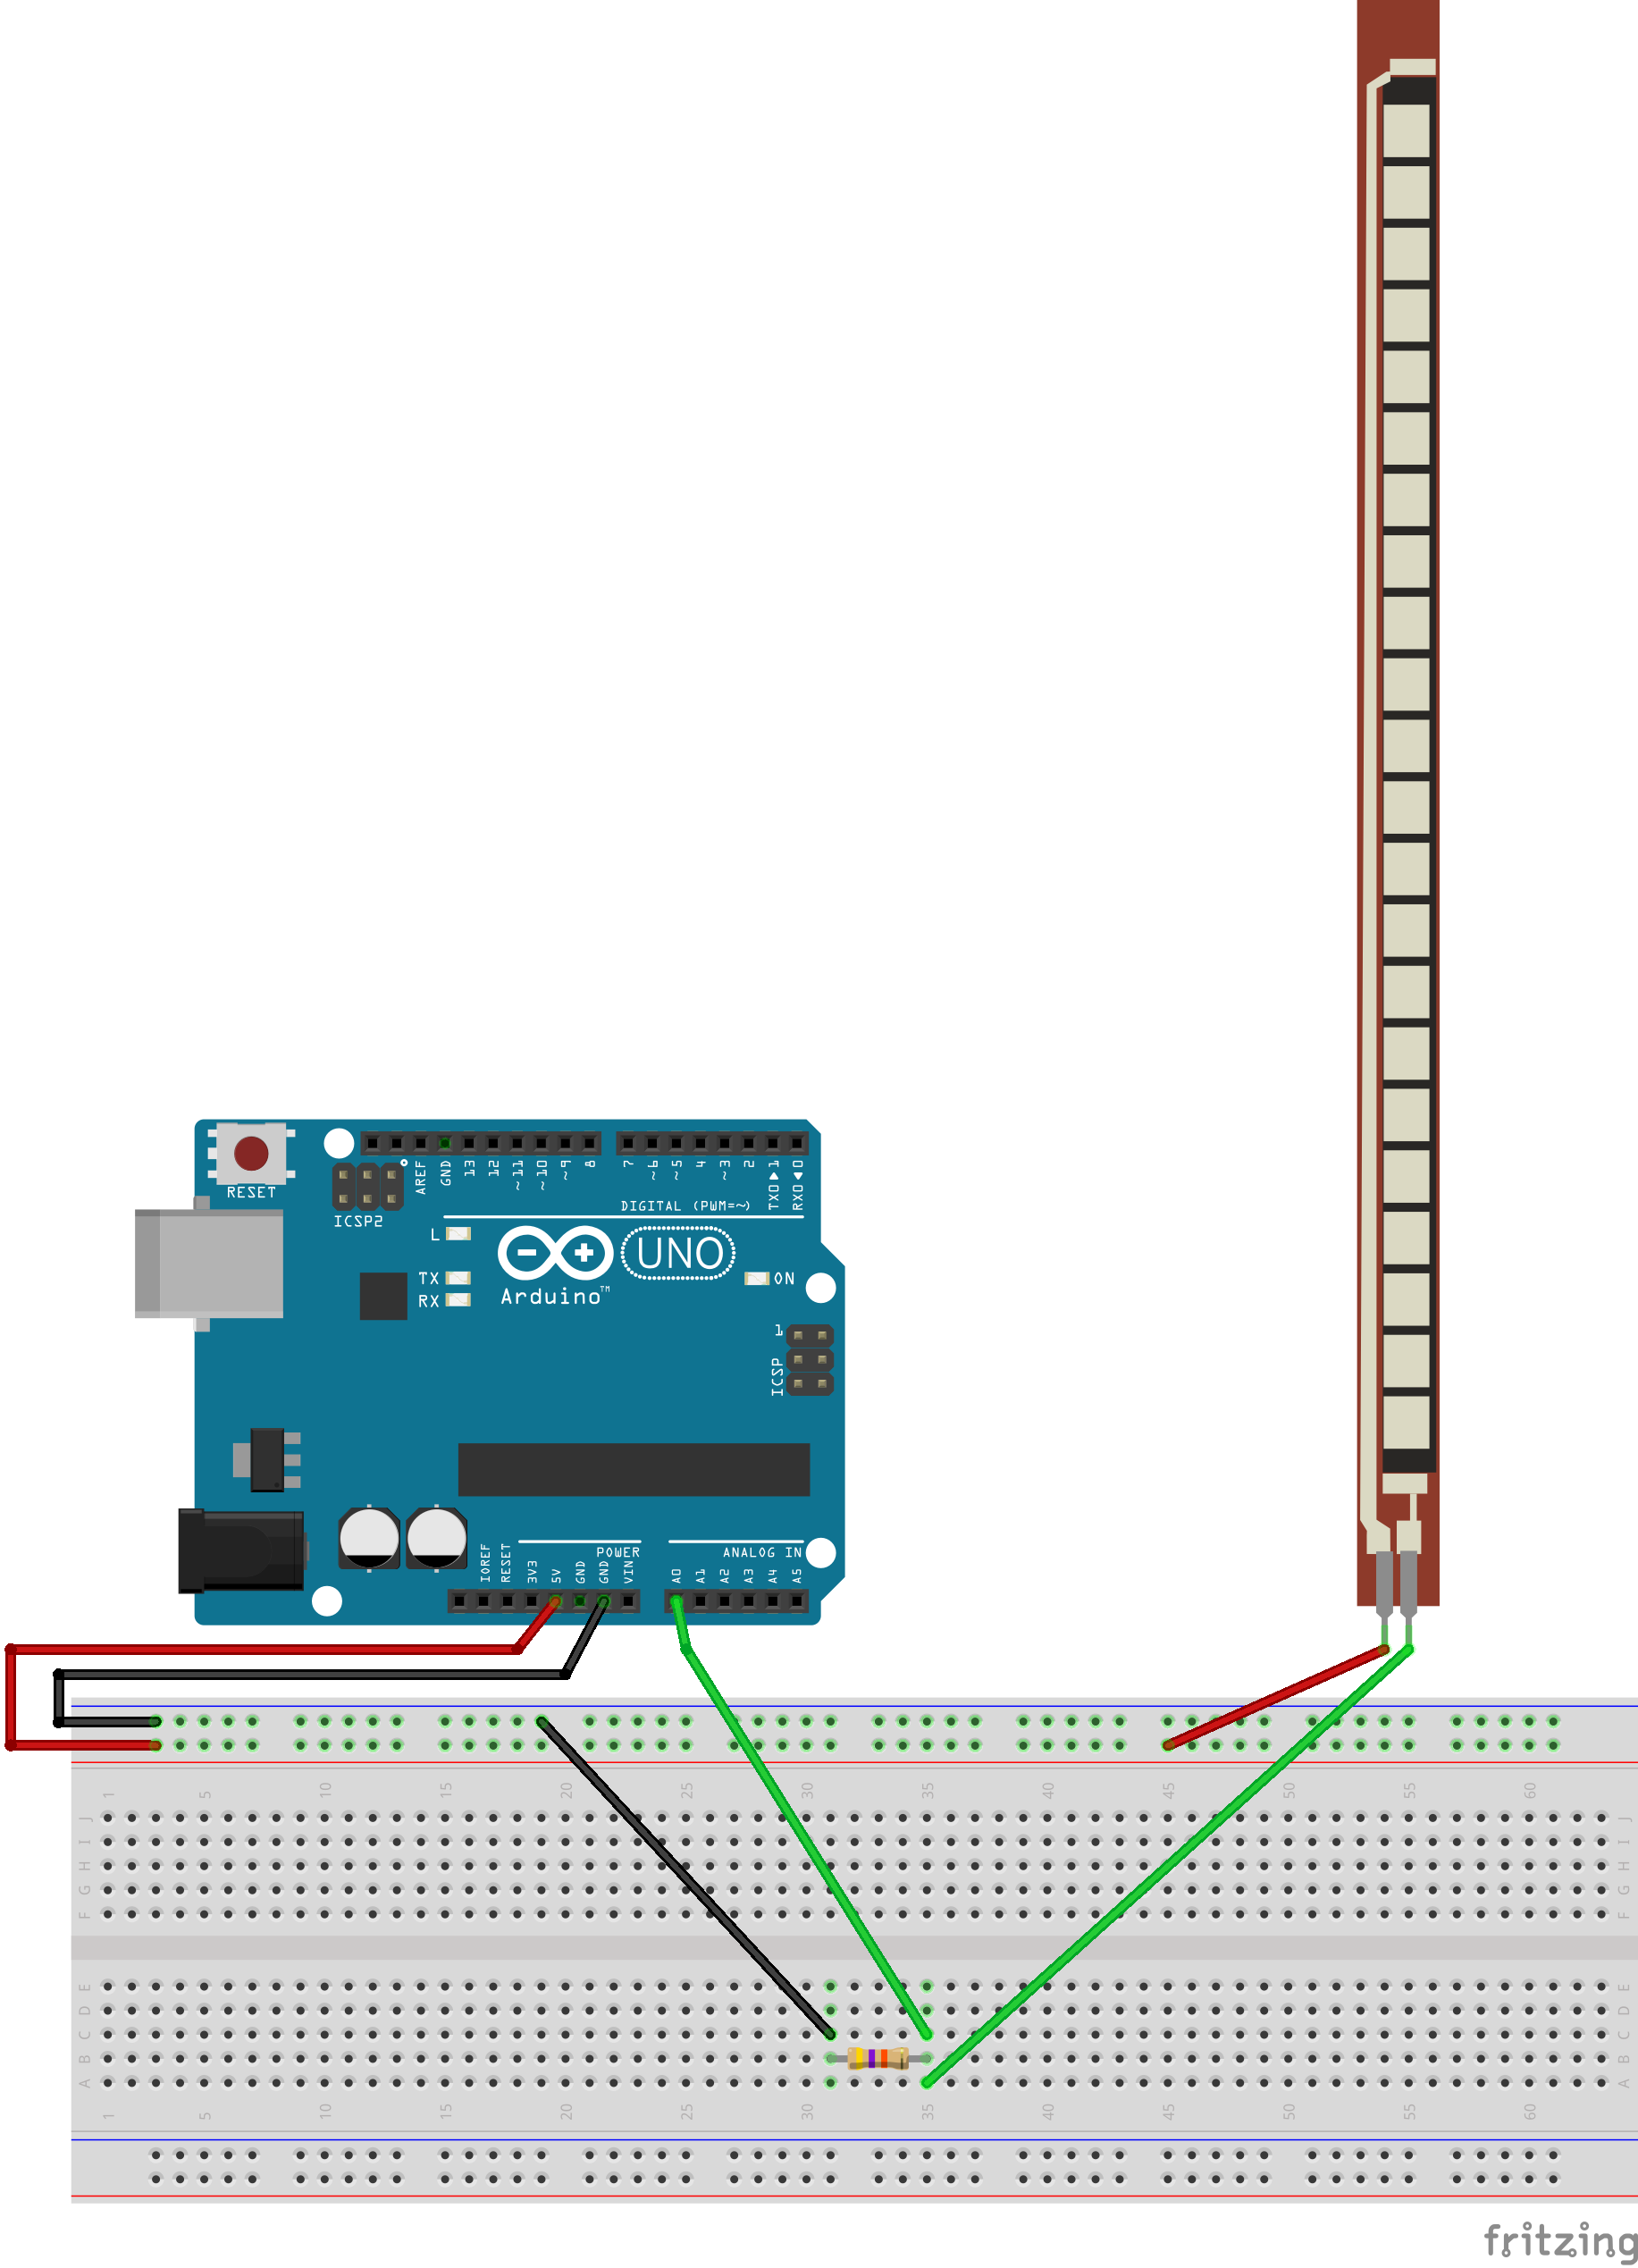 RESET
ICSP2
AREF
GND
13
12
~11
~10
~9
8
7
~6
~5
4
~3
2
TX0▶1
RX0◀0
DIGITAL (PWM=~)
L
TX
RX
UNO
Arduino™
ON
1
ICSP
POWER
ANALOG IN
IOREF
RESET
3V3
5V
GND
GND
VIN
A0
A1
A2
A3
A4
A5
1 5 10 15 20 25 30 35 40 45 50 55 60
J J
I I
H H
G G
F F
E E
D D
C C
B B
A A
1 5 10 15 20 25 30 35 40 45 50 55 60
fritzing